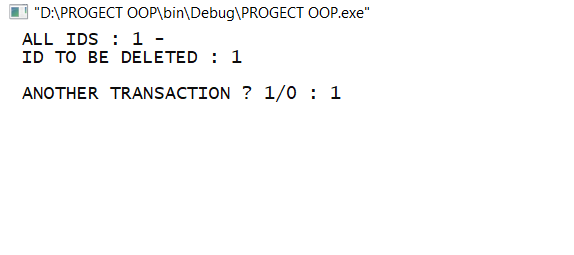 "D:\PROGECT OOP\bin\Debug\PROGECT OOP.exe"
ALL IDS : 1 -
ID TO BE DELETED : 1
ANOTHER TRANSACTION ? 1/0 : 1